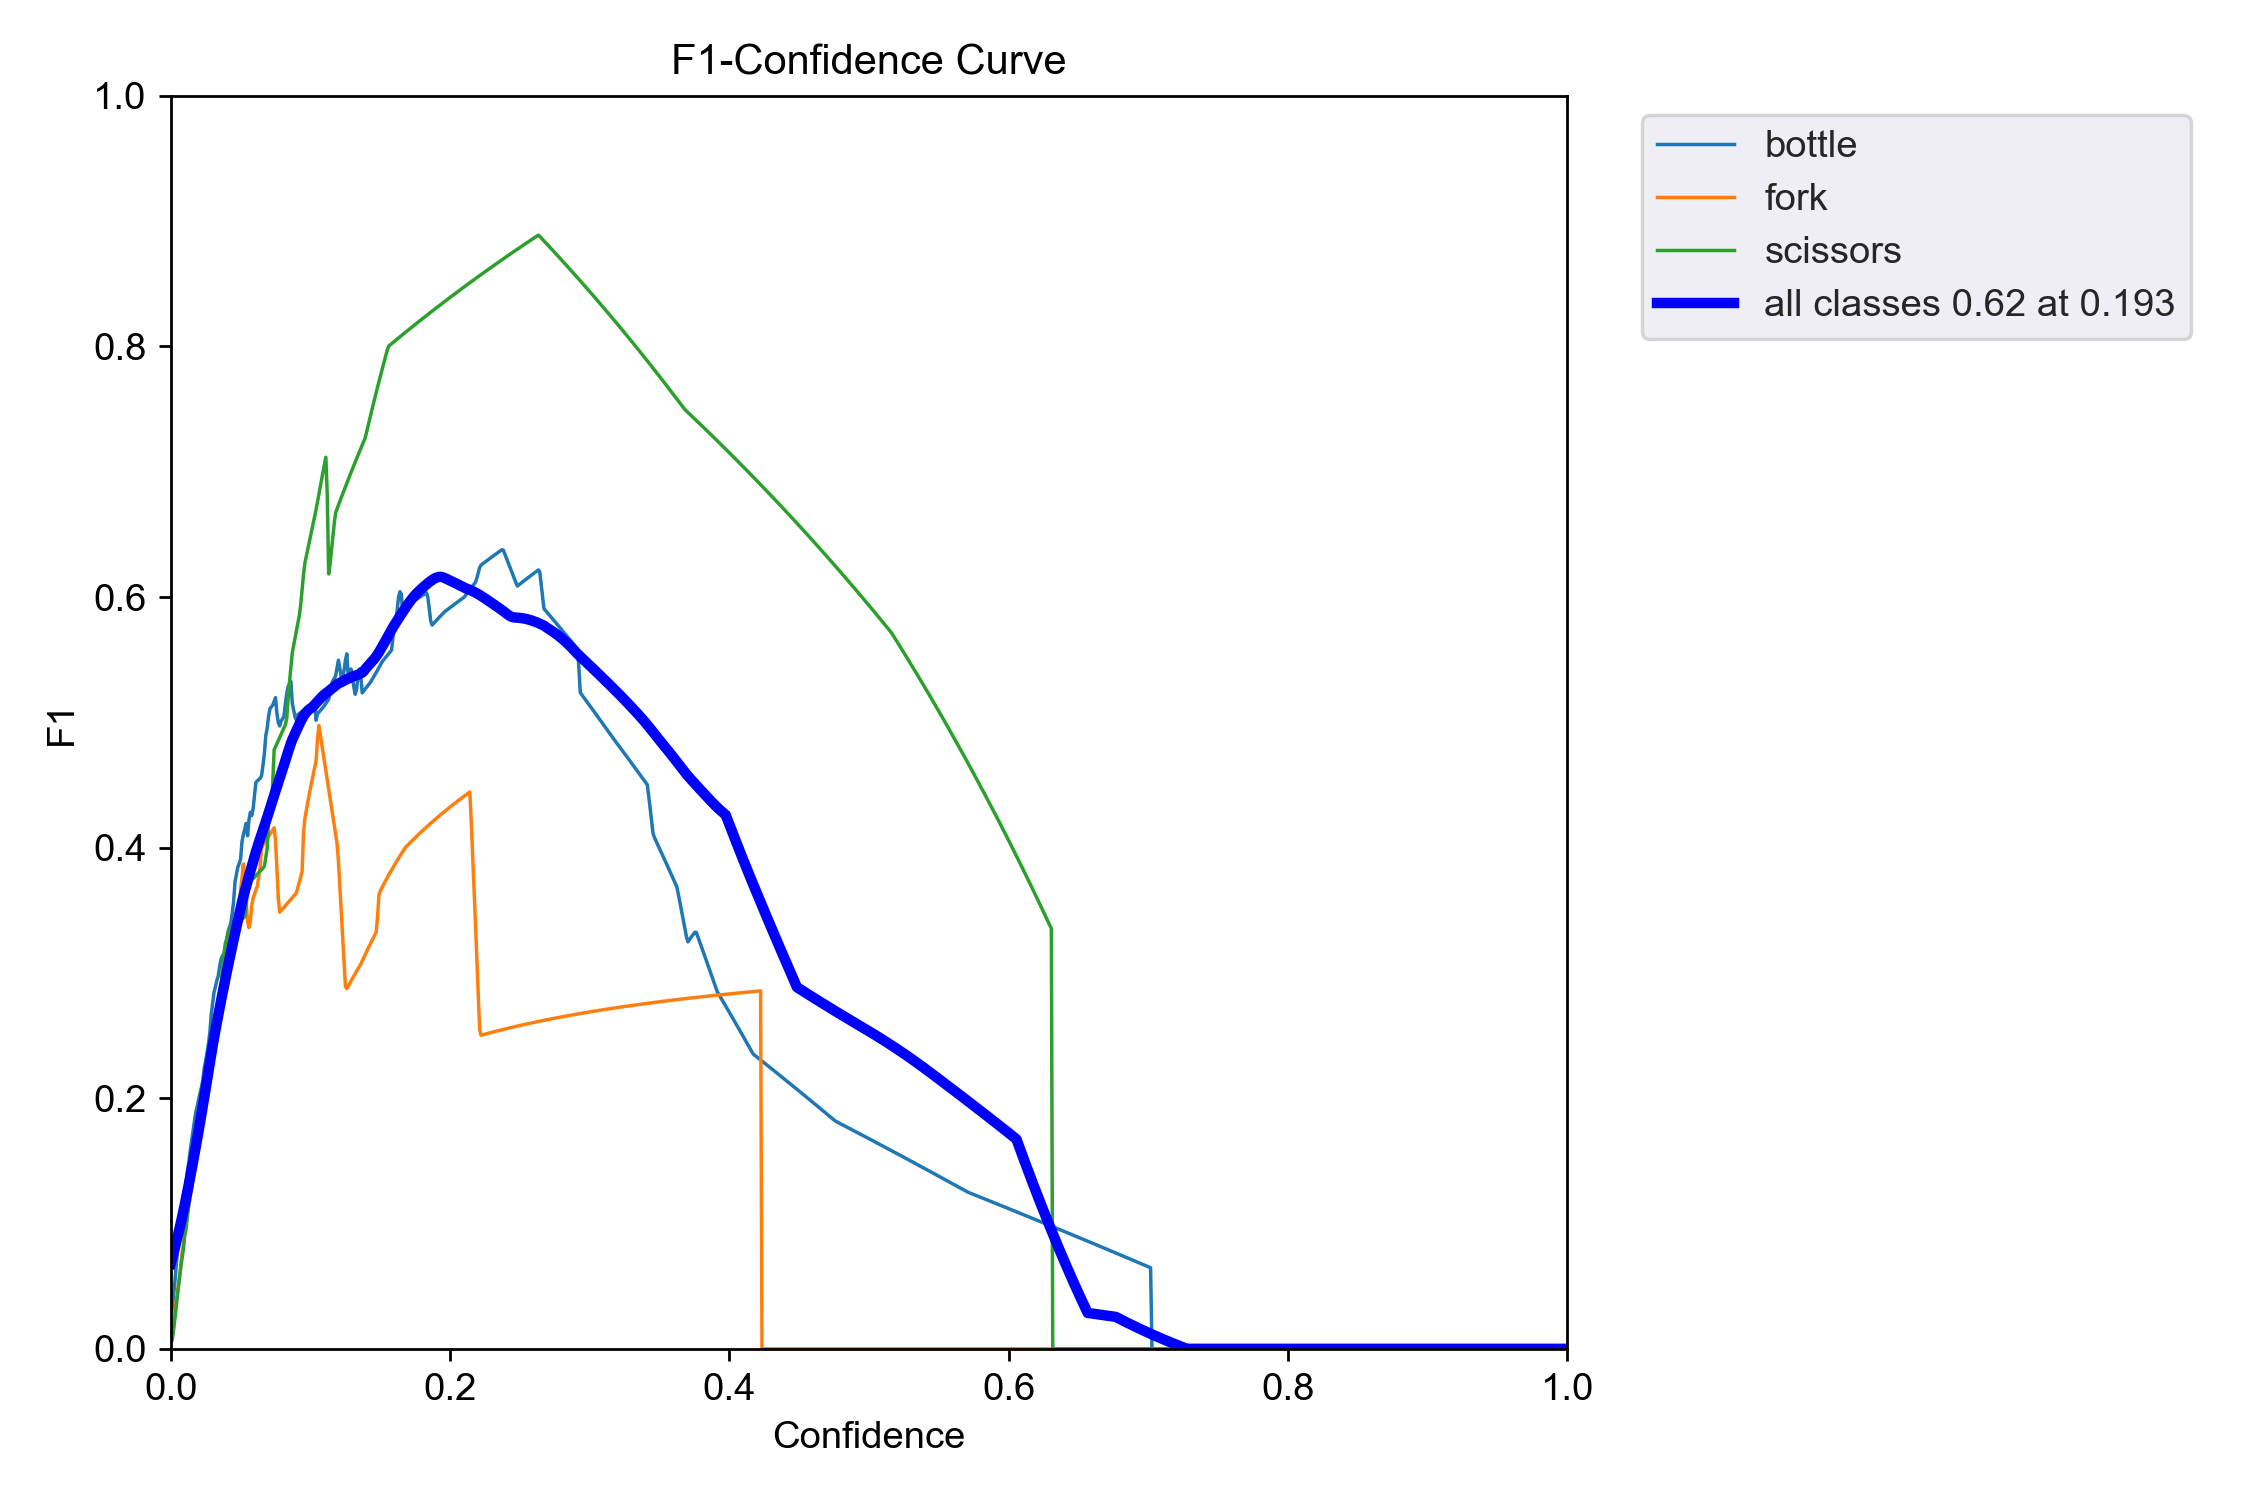 F1-Confidence Curve
1.0
0.8
0.6
0.4
0.2
0.0
F1
0.0 0.2 0.4 0.6 0.8 1.0
Confidence
bottle
fork
scissors
all classes 0.62 at 0.193